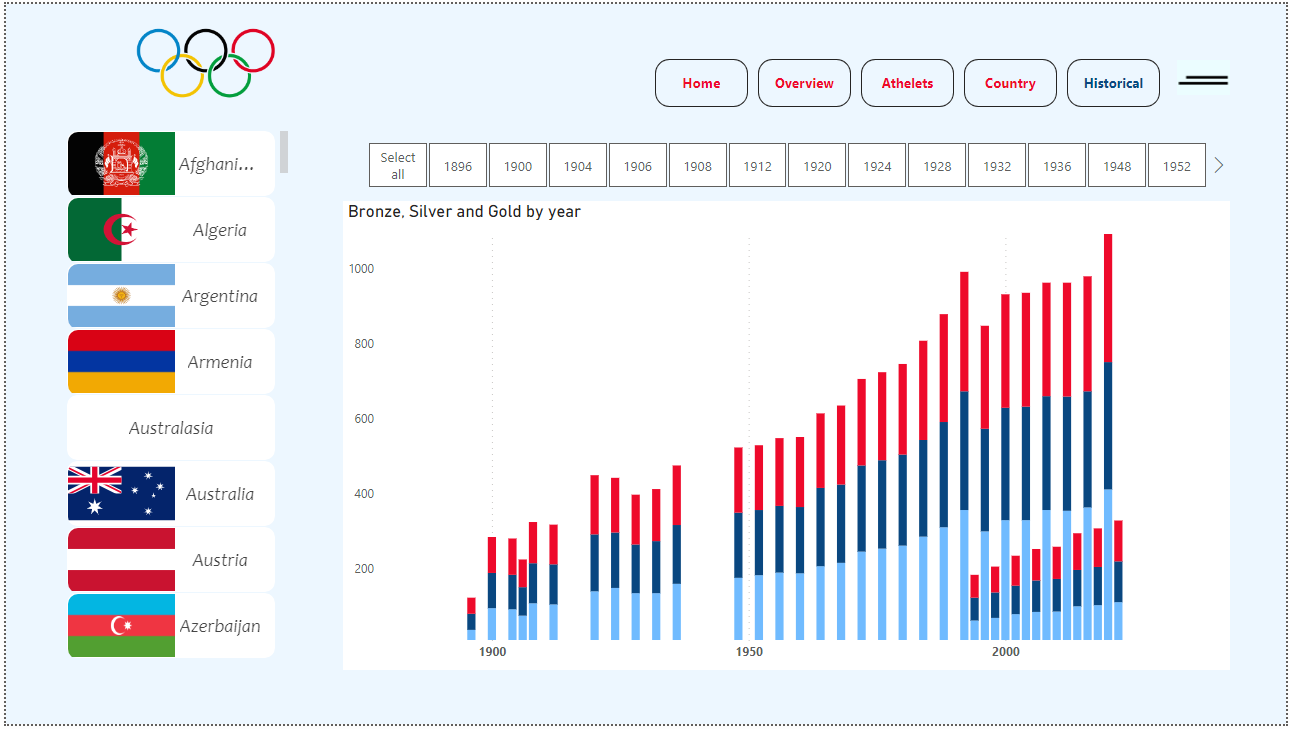 Home
Overview
Athelets
Country
Historical
Select
all
1896
1900
1904
1906
1908
1912
1920
1924
1928
1932
1936
1948
1952
Afghani...
Algeria
Argentina
Armenia
Australasia
Australia
Austria
Azerbaijan
Bronze, Silver and Gold by year
1000
800
600
400
200
1900
1950
2000